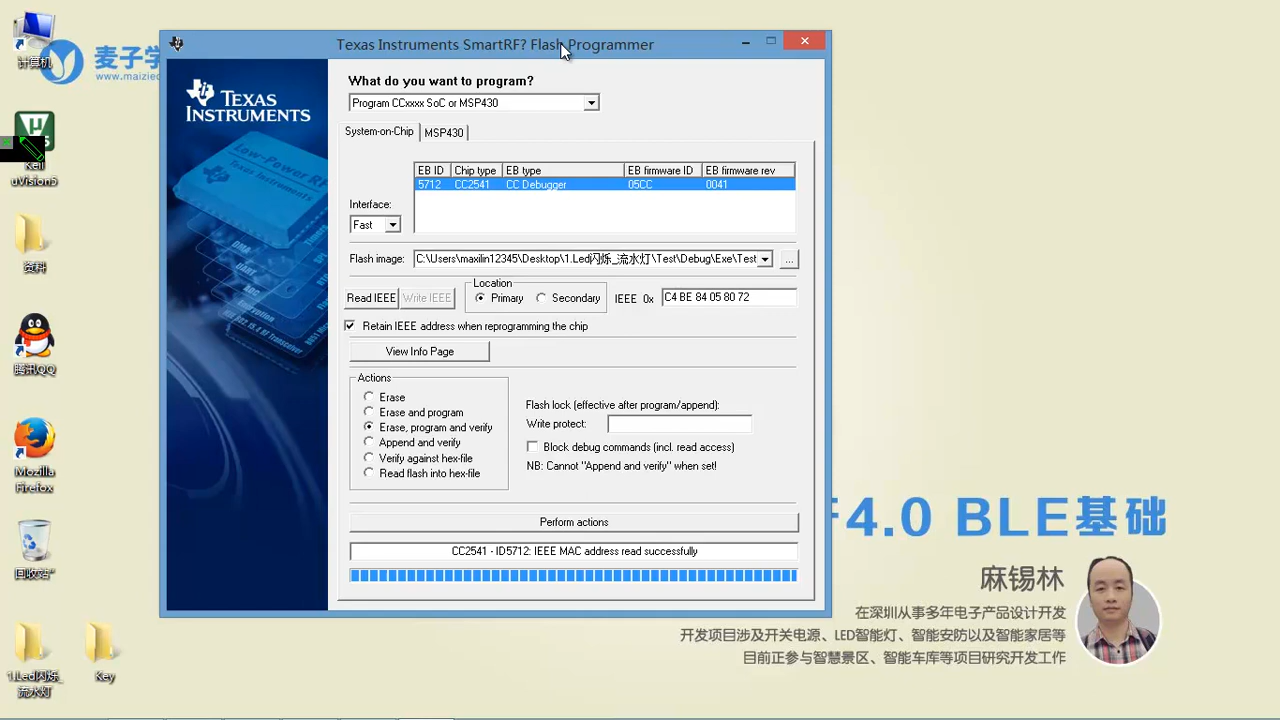 计算机
麦子学
www.maizied
Keil
uVision5
资料
腾讯QQ
Mozilla
Firefox
回收站
1.Led闪烁_
流水灯
Key
Texas Instruments SmartRF? Flash Programmer
TEXAS
INSTRUMENTS
Low-Power RF
Texas Instruments
What do you want to program?
Program CCxxxx SoC or MSP430
System-on-Chip MSP430
EB ID Chip type EB type EB firmware ID EB firmware rev
5712 CC2541 CC Debugger 05CC 0041
Interface:
Fast
Flash image: C:\Users\maxilin12345\Desktop\1.Led闪烁_流水灯\Test\Debug\Exe\Test ...
Location
Read IEEE Write IEEE Primary Secondary IEEE 0x C4 BE 84 05 80 72
Retain IEEE address when reprogramming the chip
View Info Page
Actions
Erase
Erase and program
Erase, program and verify
Append and verify
Verify against hex-file
Read flash into hex-file
Flash lock (effective after program/append):
Write protect:
Block debug commands (incl. read access)
NB: Cannot "Append and verify" when set!
Perform actions
CC2541 - ID5712: IEEE MAC address read successfully
4.0 BLE基础
麻锡林
在深圳从事多年电子产品设计开发
开发项目涉及开关电源、LED智能灯、智能安防以及智能家居等
目前正参与智慧景区、智能车库等项目研究开发工作